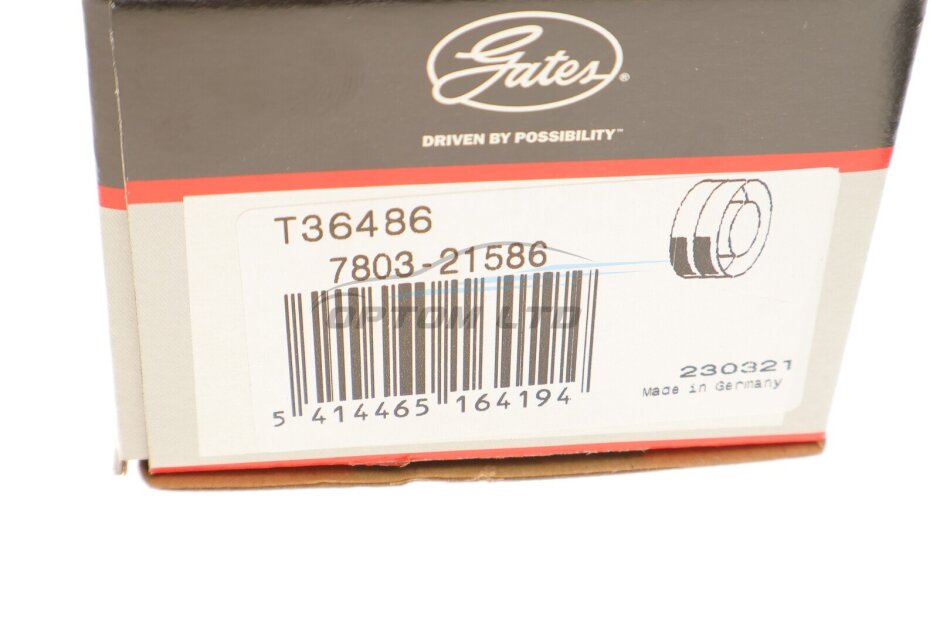 Gates®
DRIVEN BY POSSIBILITY™
T36486
7803-21586
OPTOM LTD
5 414465 164194
230321
Made in Germany